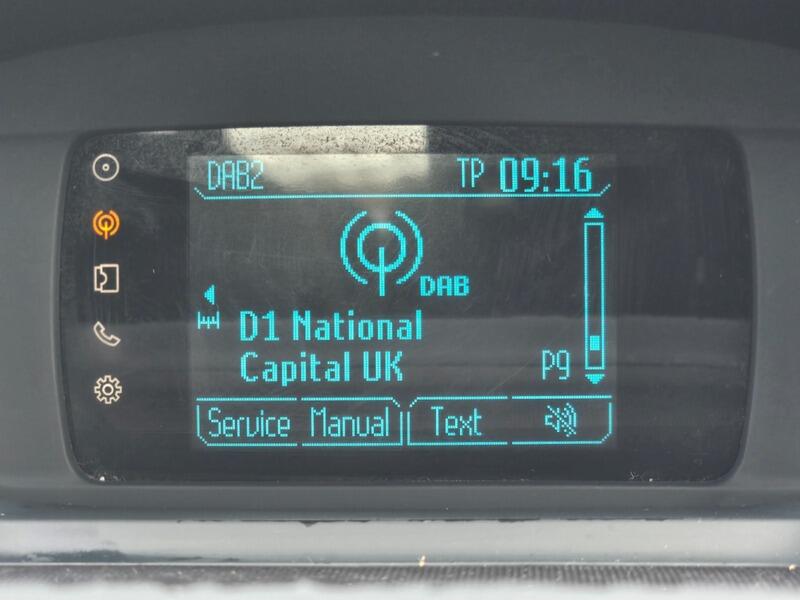 DAB2 TP 09:16
DAB
D1 National
Capital UK P9
Service Manual Text